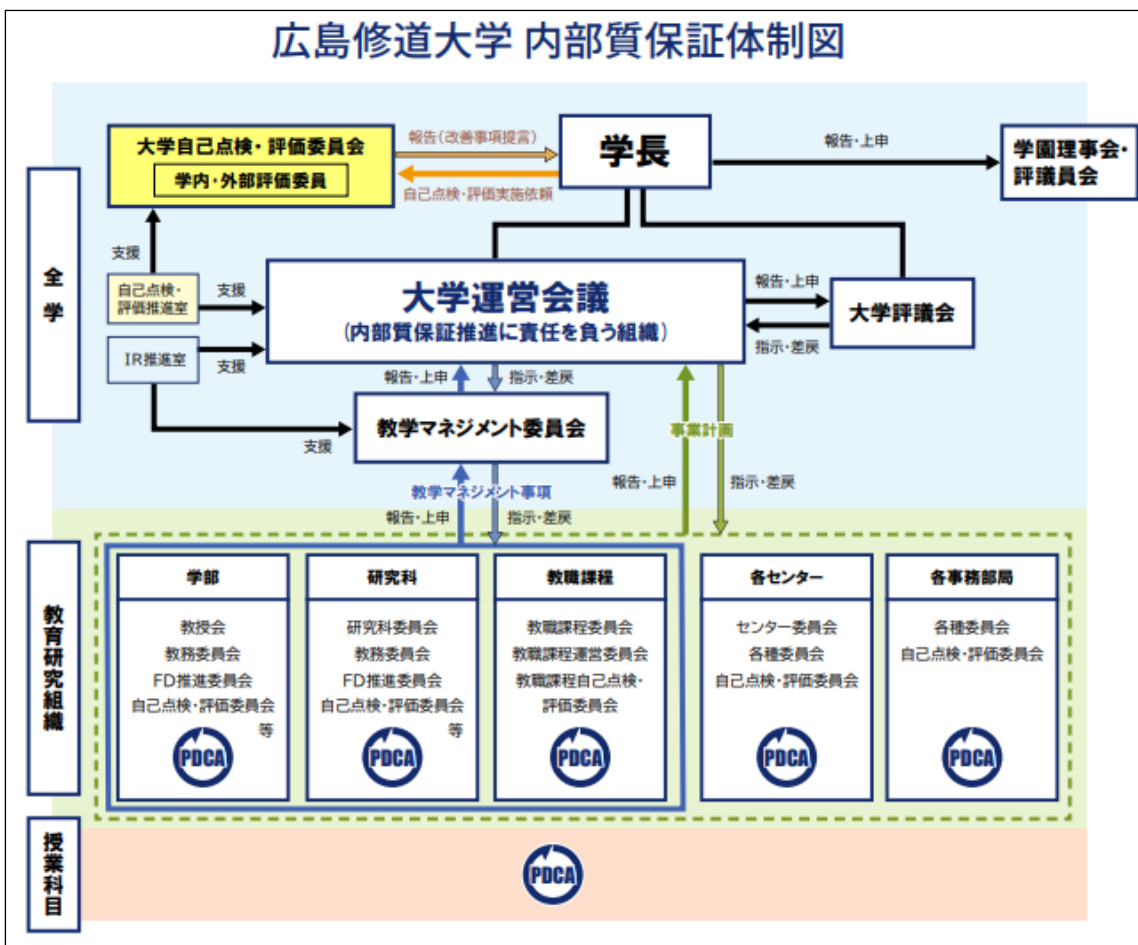 広島修道大学 内部質保証体制図
全学
大学自己点検・評価委員会
学内・外部評価委員
報告(改善事項提言)
自己点検・評価実施依頼
学長
報告・上申
学園理事会・
評議員会
支援
自己点検・
評価推進室
支援
IR推進室
支援
支援
大学運営会議
(内部質保証推進に責任を負う組織)
報告・上申
指示・差戻
大学評議会
報告・上申
指示・差戻
教学マネジメント委員会
教学マネジメント事項
報告・上申
指示・差戻
事業計画
報告・上申
指示・差戻
教育研究組織
学部
教授会
教務委員会
FD推進委員会
自己点検・評価委員会
等
PDCA
研究科
研究科委員会
教務委員会
FD推進委員会
自己点検・評価委員会
等
PDCA
教職課程
教職課程委員会
教職課程運営委員会
教職課程自己点検・
評価委員会
PDCA
各センター
センター委員会
各種委員会
自己点検・評価委員会
PDCA
各事務部局
各種委員会
自己点検・評価委員会
PDCA
授業科目
PDCA